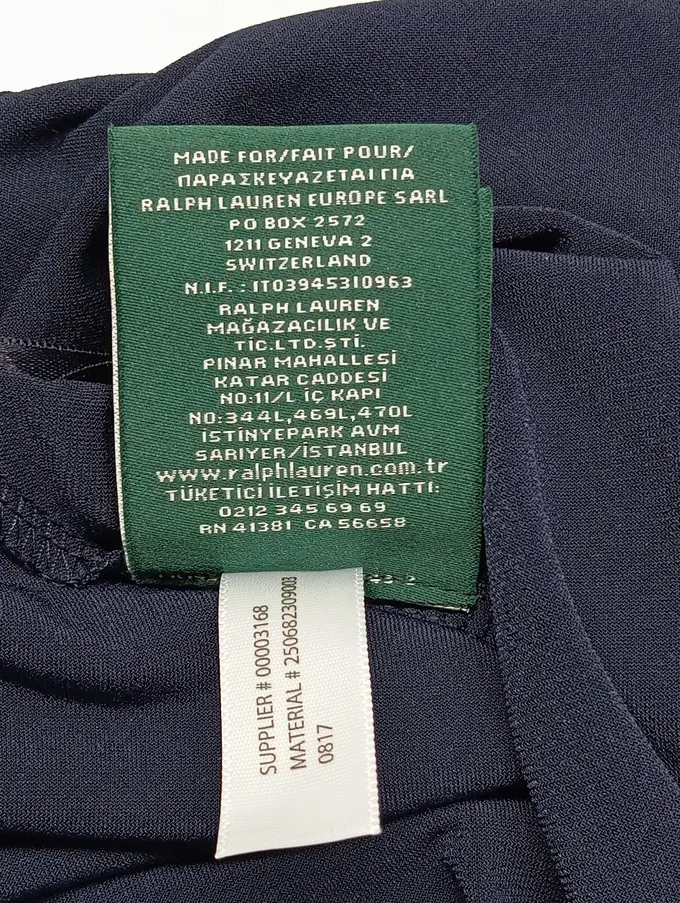 MADE FOR/FAIT POUR/
ΠΑΡΑΣΚΕΥΑΖΕΤΑΙ ΓΙΑ
RALPH LAUREN EUROPE SARL
PO BOX 2572
1211 GENEVA 2
SWITZERLAND
N.I.F. : IT03945310963
RALPH LAUREN
MAĞAZACILIK VE
TİC.LTD.ŞTİ.
PINAR MAHALLESİ
KATAR CADDESİ
NO:11/L İÇ KAPI
NO:344L,469L,470L
İSTİNYEPARK AVM
SARIYER/İSTANBUL
www.ralphlauren.com.tr
TÜKETİCİ İLETİŞİM HATTI:
0212 345 69 69
RN 41381 CA 56658
SUPPLIER # 00003168
MATERIAL # 250682309003
0817